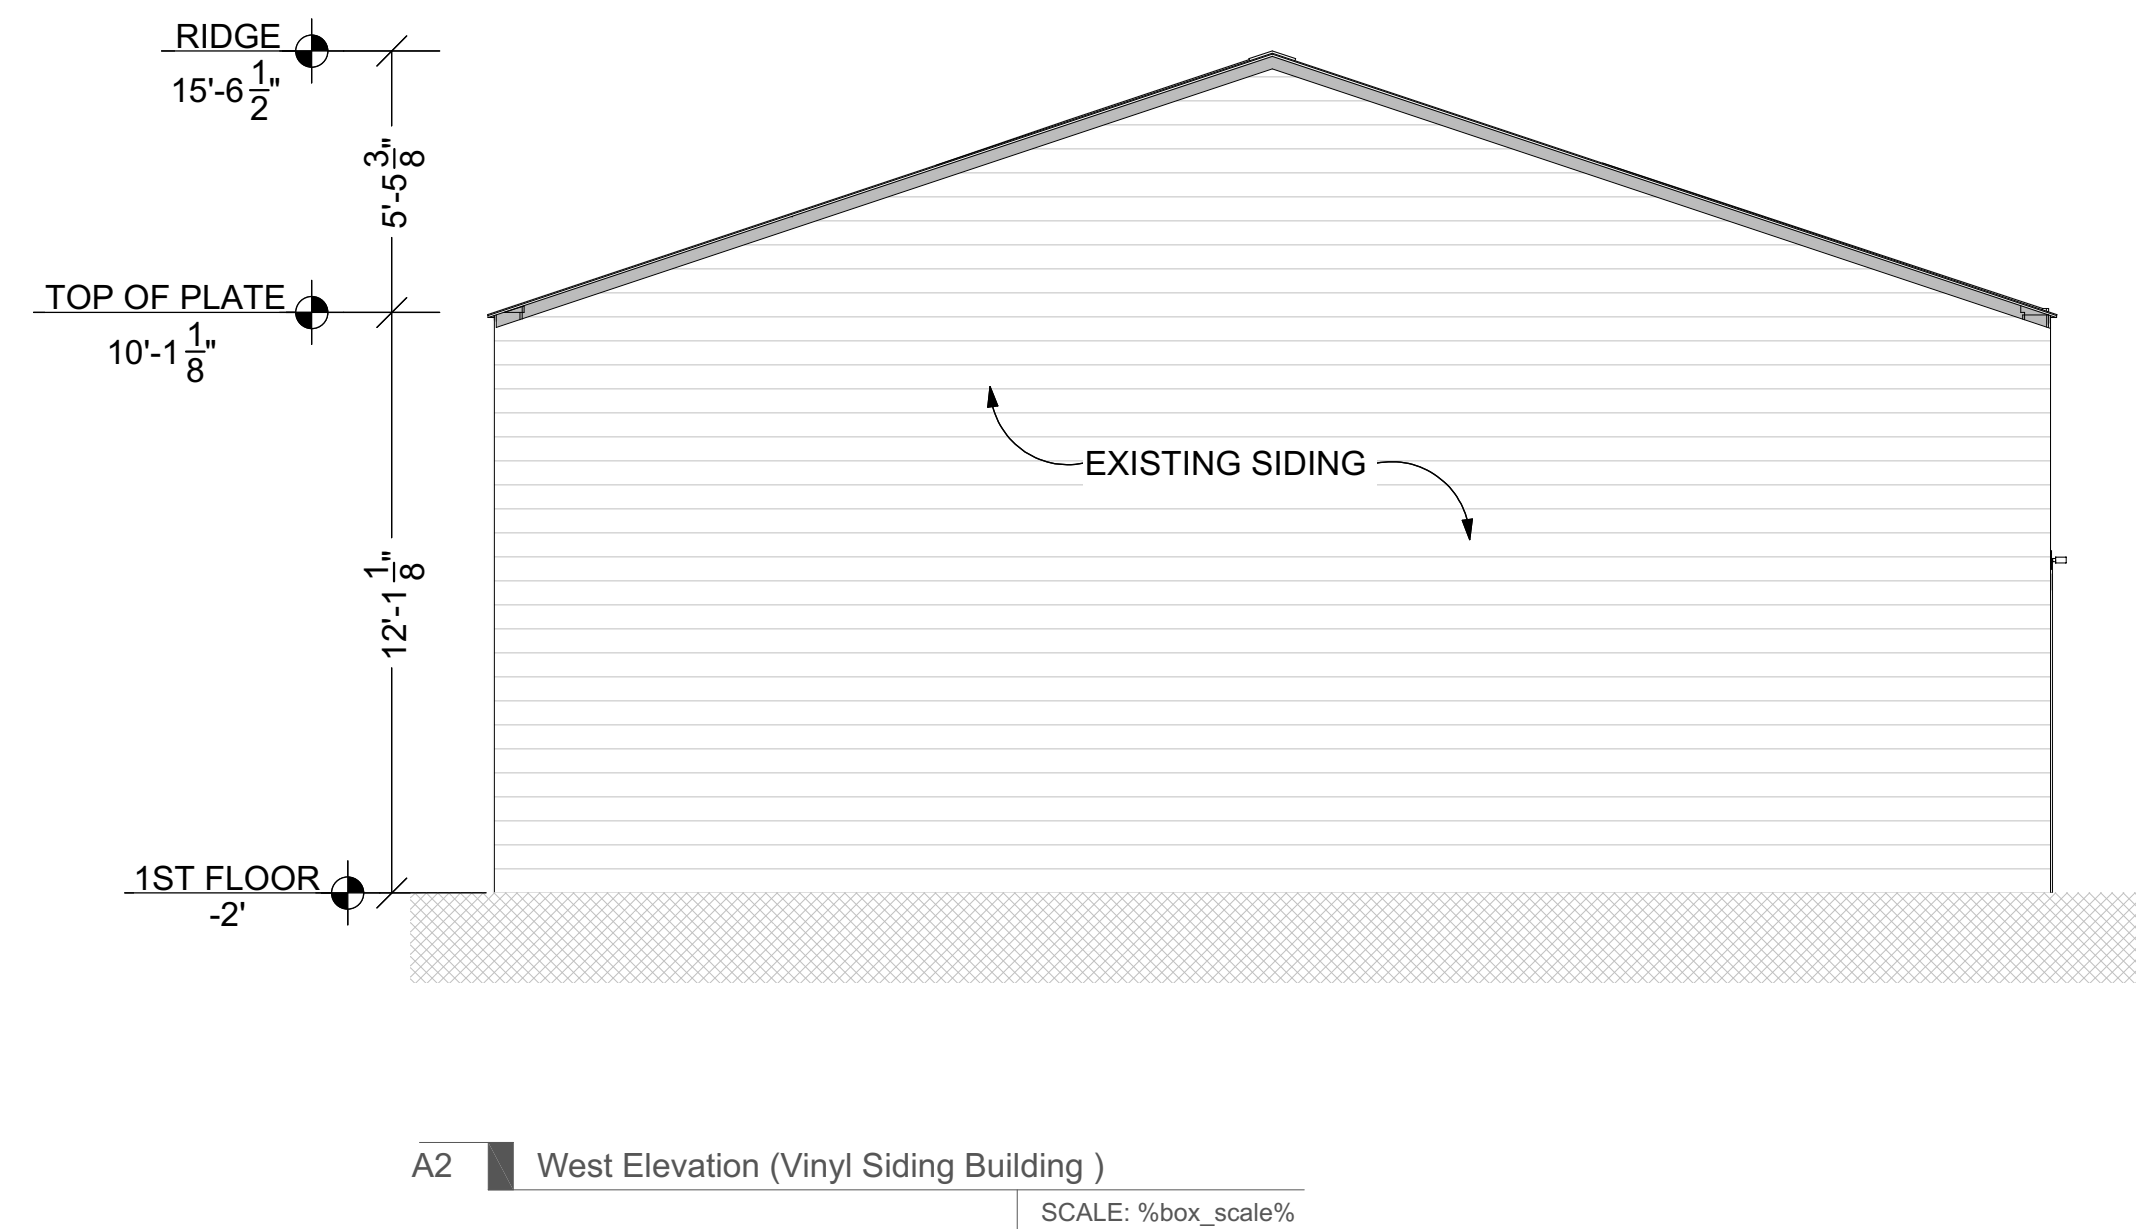 RIDGE
15'-6 1/2"
5'-5 3/8"
TOP OF PLATE
10'-1 1/8"
EXISTING SIDING
12'-1 1/8"
1ST FLOOR
-2'
A2 West Elevation (Vinyl Siding Building )
SCALE: %box_scale%